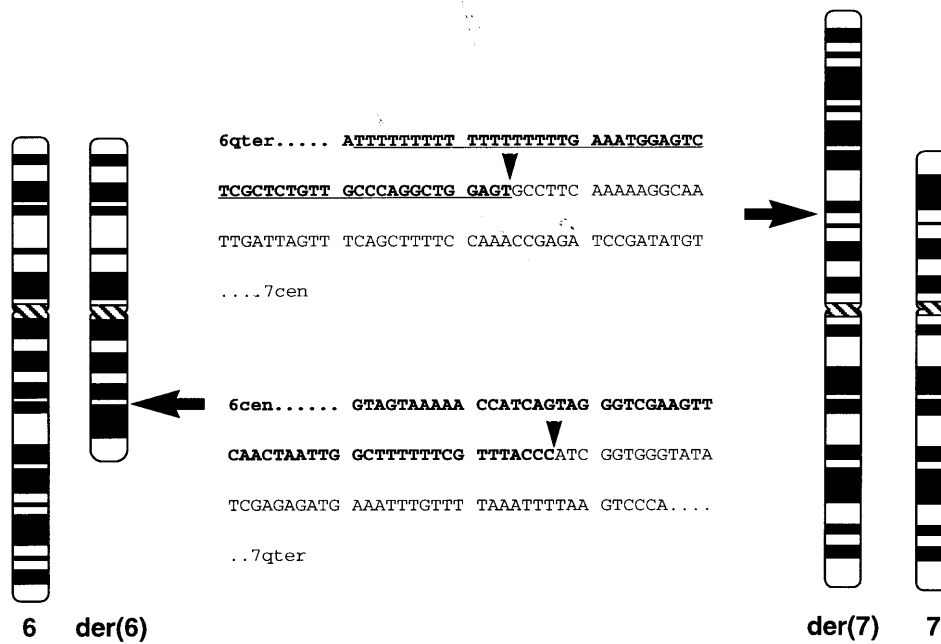 6qter..... ATTTTTTTTT TTTTTTTTTG AAATGGAGTC
TCGCTCTGTT GCCCAGGCTG GAGTGCCTTC AAAAAGGCAA
TTGATTAGTT TCAGCTTTTC CAAACCGAGA TCCGATATGT
....7cen
6cen...... GTAGTAAAAA CCATCAGTAG GGTCGAAGTT
CAACTAATTG GCTTTTTTCG TTTACCCATC GGTGGGTATA
TCGAGAGATG AAATTTGTTT TAAATTTTAA GTCCCA....
..7qter
6 der(6) der(7) 7